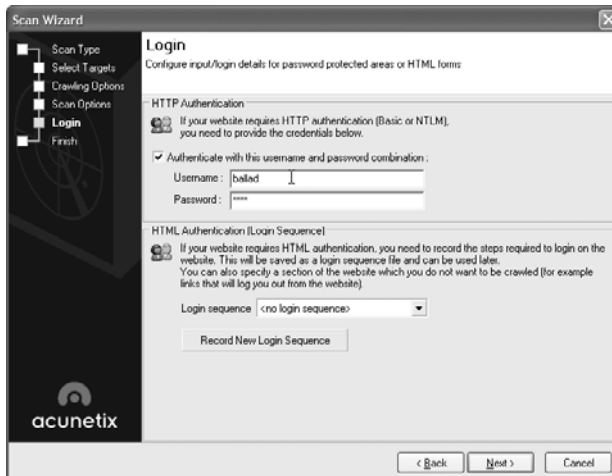 Scan Wizard
Scan Type
Select Targets
Crawling Options
Scan Options
Login
Finish
acunetix
Login
Configure input/login details for password protected areas or HTML forms
HTTP Authentication
If your website requires HTTP authentication (Basic or NTLM),
you need to provide the credentials below.
Authenticate with this username and password combination :
Username : ballad
Password : ****
HTML Authentication (Login Sequence)
If your website requires HTML authentication, you need to record the steps required to login on the
website. This will be saved as a login sequence file and can be used later.
You can also specify a section of the website which you do not want to be crawled (for example
links that will log you out from the website).
Login sequence <no login sequence>
Record New Login Sequence
< Back
Next >
Cancel